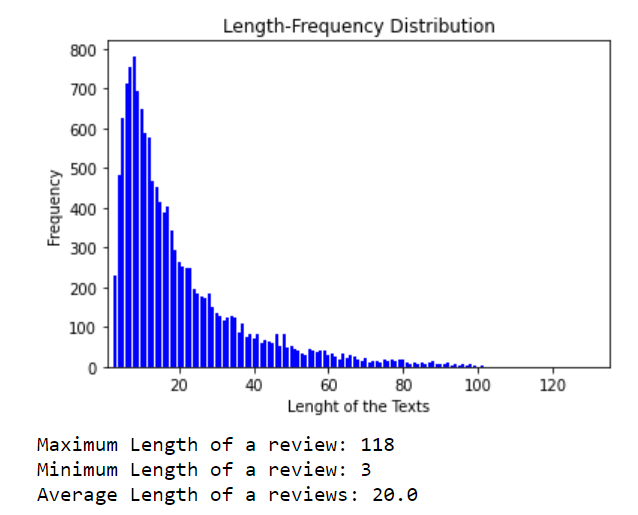 Length-Frequency Distribution
800
700
600
500
400
300
200
100
0
Frequency
20 40 60 80 100 120
Lenght of the Texts
Maximum Length of a review: 118
Minimum Length of a review: 3
Average Length of a reviews: 20.0